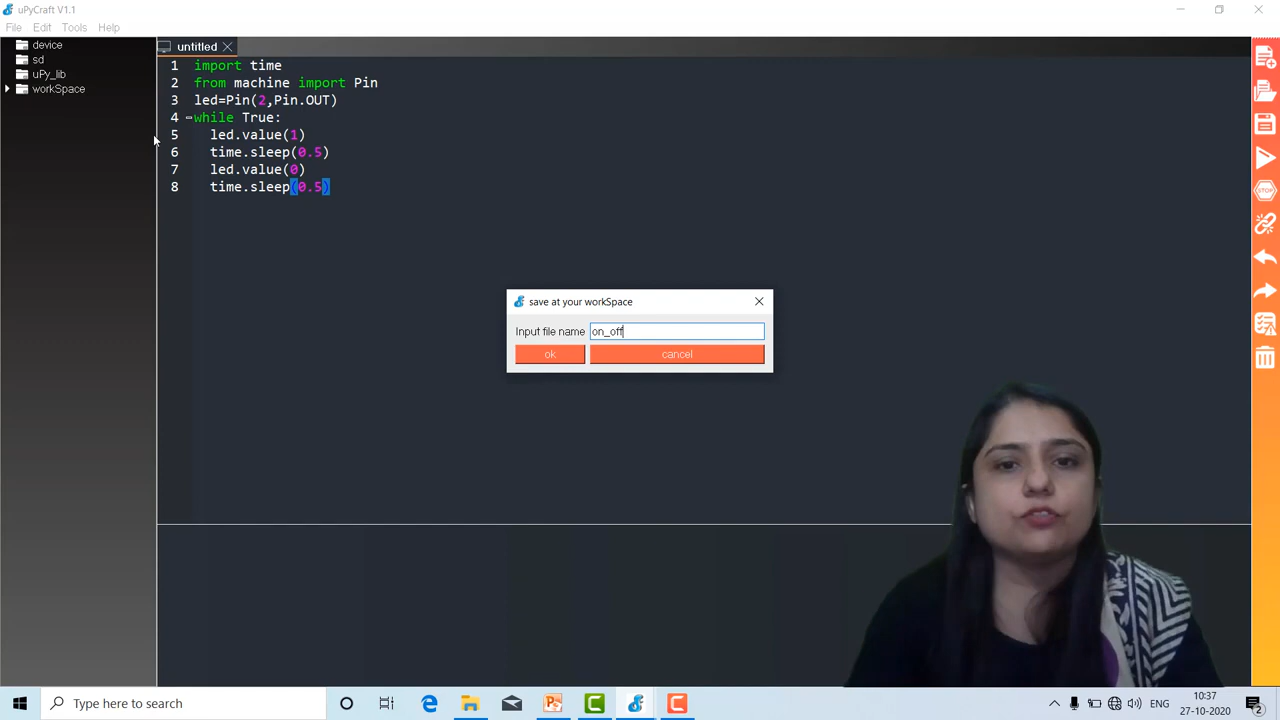 uPyCraft V1.1
File Edit Tools Help
device
sd
uPy_lib
workSpace
untitled
1 import time
2 from machine import Pin
3 led=Pin(2,Pin.OUT)
4 while True:
5 led.value(1)
6 time.sleep(0.5)
7 led.value(0)
8 time.sleep(0.5)
save at your workSpace
Input file name on_off
ok cancel
STOP
Type here to search
ENG
10:37
27-10-2020
2